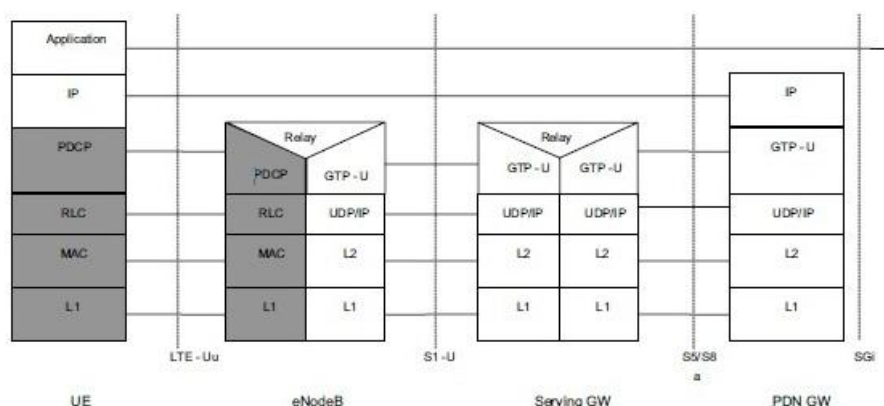 Application
IP
IP
Relay
Relay
PDCP
PDCP
GTP - U
GTP - U
GTP - U
GTP - U
RLC
RLC
UDP/IP
UDP/IP
UDP/IP
UDP/IP
MAC
MAC
L2
L2
L2
L2
L1
L1
L1
L1
L1
L1
LTE - Uu
S1 - U
S5/S8
a
SGi
UE
eNodeB
Serving GW
PDN GW